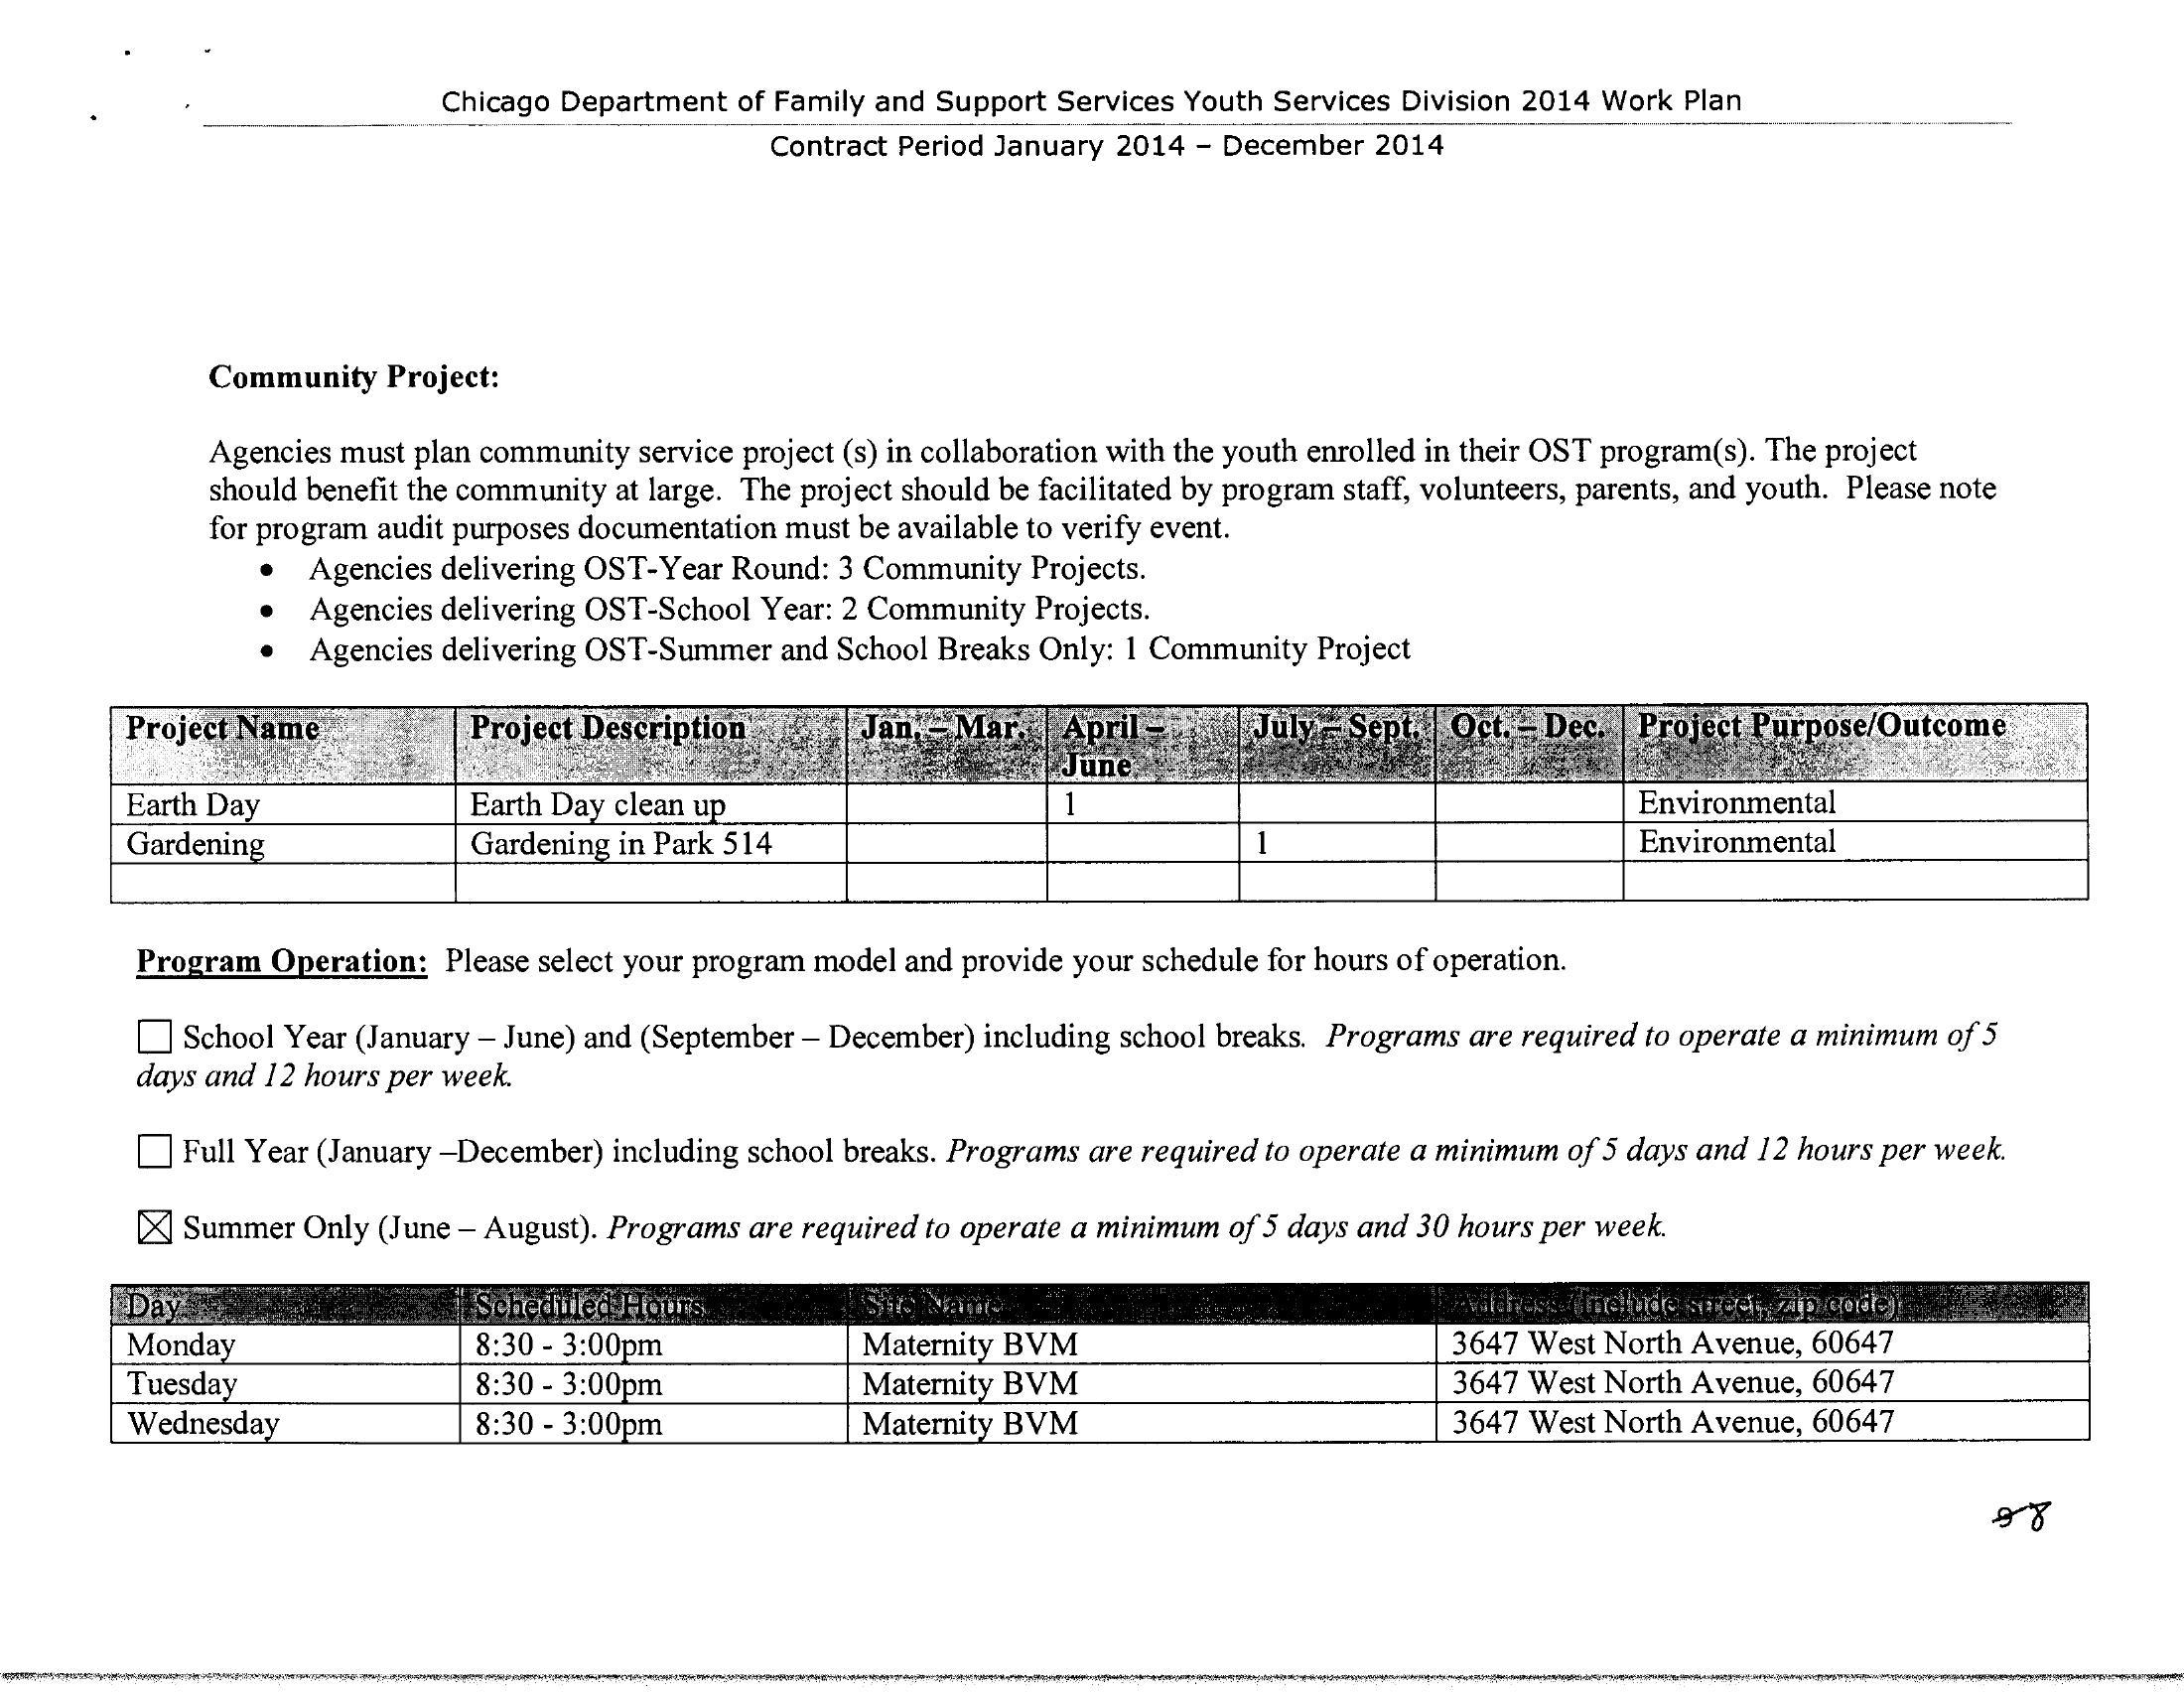 Chicago Department of Family and Support Services Youth Services Division 2014 Work Plan
Contract Period January 2014 – December 2014
Community Project:
Agencies must plan community service project (s) in collaboration with the youth enrolled in their OST program(s). The project
should benefit the community at large.  The project should be facilitated by program staff, volunteers, parents, and youth.  Please note
for program audit purposes documentation must be available to verify event.
• Agencies delivering OST-Year Round: 3 Community Projects.
• Agencies delivering OST-School Year: 2 Community Projects.
• Agencies delivering OST-Summer and School Breaks Only: 1 Community Project
Project Name Project Description Jan. – Mar. April – July – Sept. Oct. – Dec. Project Purpose/Outcome
June
Earth Day Earth Day clean up 1 Environmental
Gardening Gardening in Park 514 1 Environmental
Program Operation:  Please select your program model and provide your schedule for hours of operation.
☐ School Year (January – June) and (September – December) including school breaks.  Programs are required to operate a minimum of 5
days and 12 hours per week.
☐ Full Year (January –December) including school breaks. Programs are required to operate a minimum of 5 days and 12 hours per week.
☒ Summer Only (June – August). Programs are required to operate a minimum of 5 days and 30 hours per week.
Day Scheduled Hours Site Name Address (Include street, zip code)
Monday 8:30 - 3:00pm Maternity BVM 3647 West North Avenue, 60647
Tuesday 8:30 - 3:00pm Maternity BVM 3647 West North Avenue, 60647
Wednesday 8:30 - 3:00pm Maternity BVM 3647 West North Avenue, 60647
8